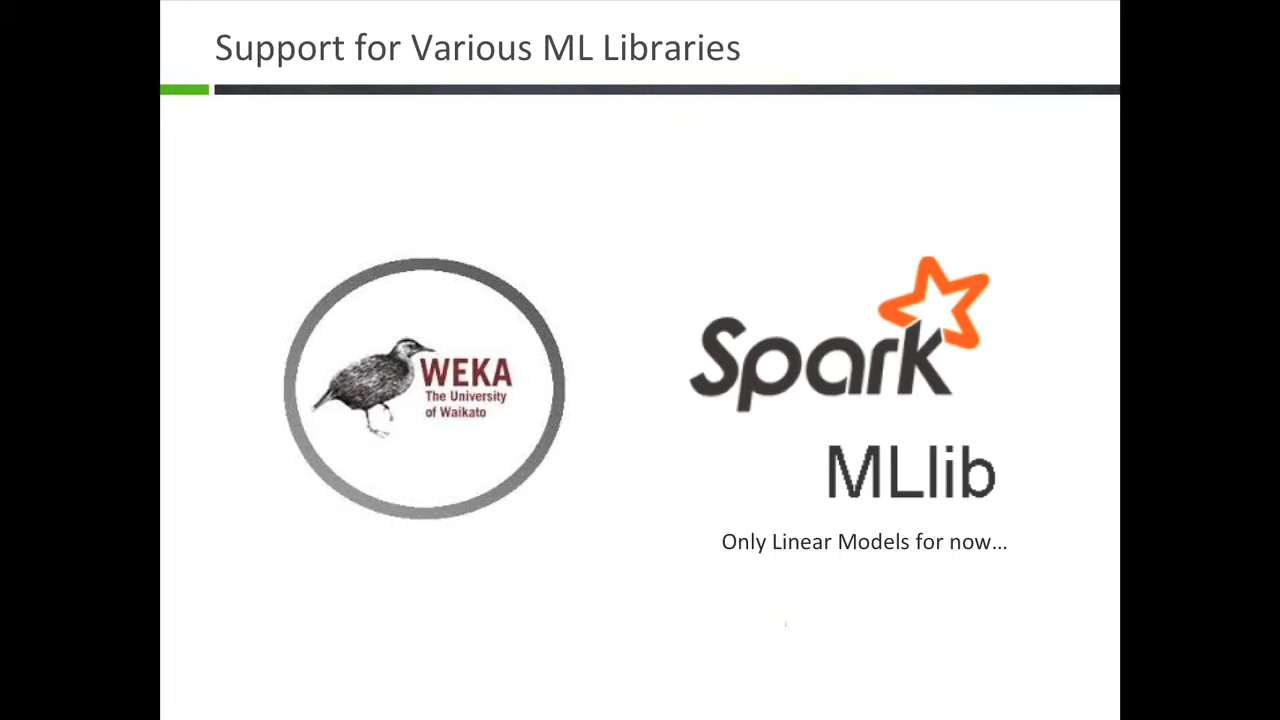 Support for Various ML Libraries
WEKA
The University
of Waikato
Spark
MLlib
Only Linear Models for now…